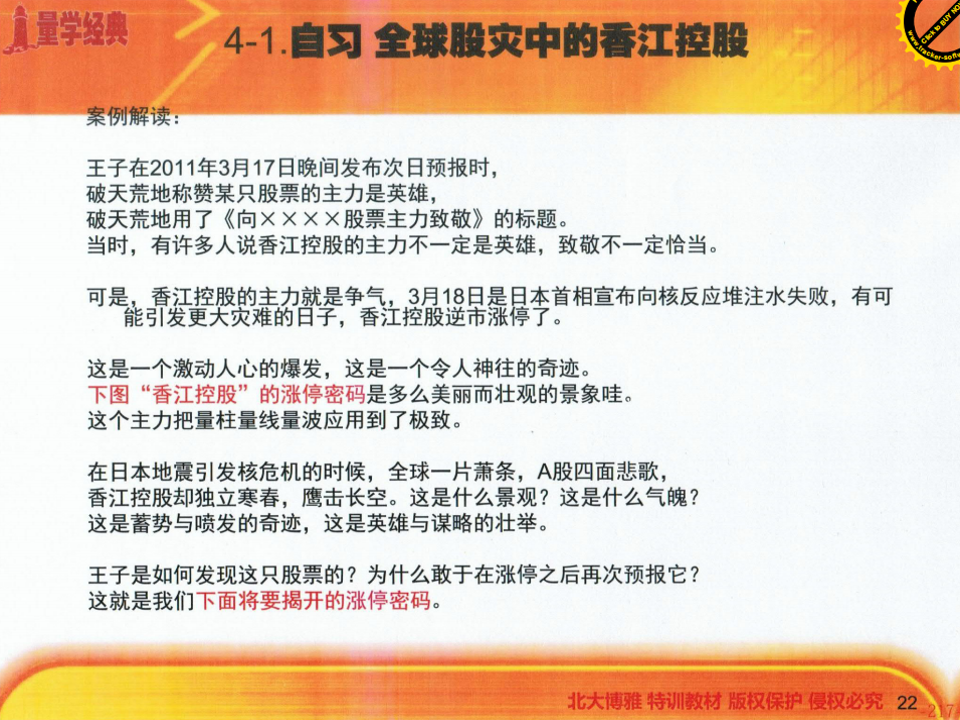 量学经典
4-1.自习 全球股灾中的香江控股
Click to BUY NOW
www.tracker-softw
案例解读：
王子在2011年3月17日晚间发布次日预报时，
破天荒地称赞某只股票的主力是英雄，
破天荒地用了《向××××股票主力致敬》的标题。
当时，有许多人说香江控股的主力不一定是英雄，致敬不一定恰当。
可是，香江控股的主力就是争气，3月18日是日本首相宣布向核反应堆注水失败，有可
能引发更大灾难的日子，香江控股逆市涨停了。
这是一个激动人心的爆发，这是一个令人神往的奇迹。
下图“香江控股”的涨停密码是多么美丽而壮观的景象哇。
这个主力把量柱量线量波应用到了极致。
在日本地震引发核危机的时候，全球一片萧条，A股四面悲歌，
香江控股却独立寒春，鹰击长空。这是什么景观？这是什么气魄？
这是蓄势与喷发的奇迹，这是英雄与谋略的壮举。
王子是如何发现这只股票的？为什么敢于在涨停之后再次预报它？
这就是我们下面将要揭开的涨停密码。
北大博雅 特训教材 版权保护 侵权必究 22
-217-